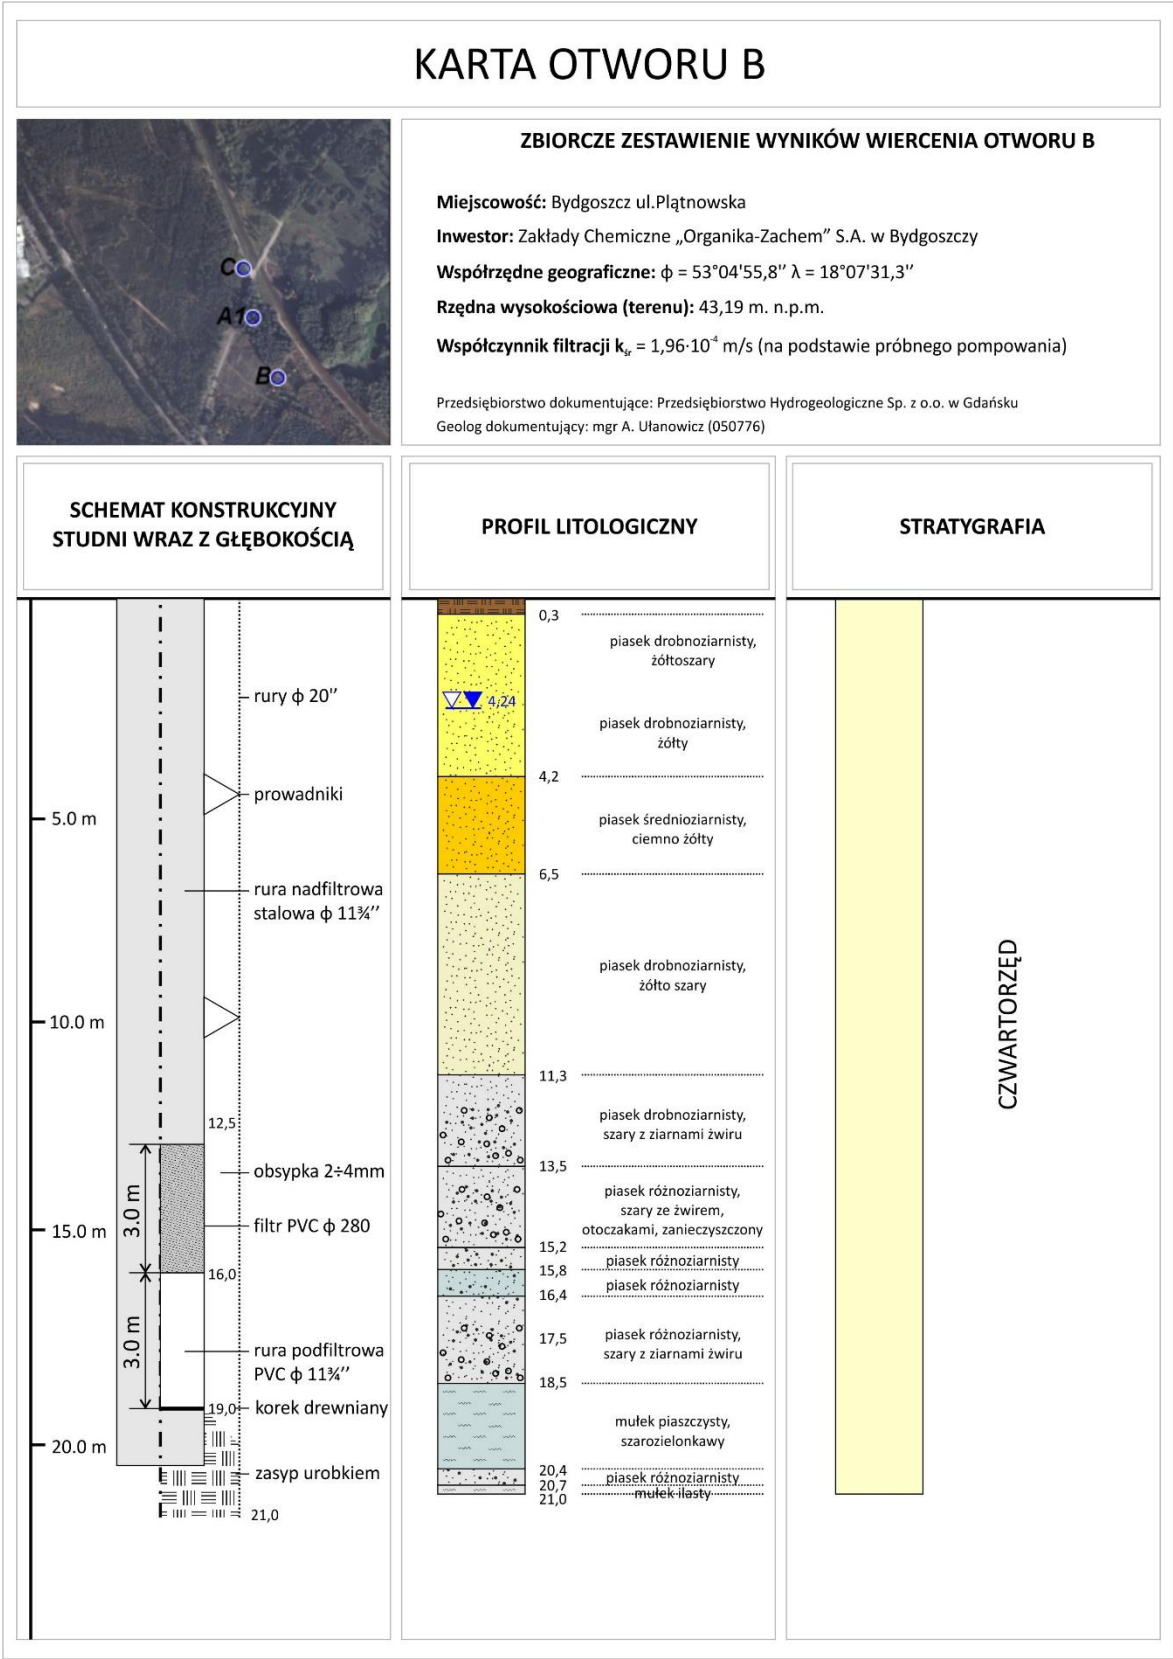 KARTA OTWORU B
C
A1
B
ZBIORCZE ZESTAWIENIE WYNIKÓW WIERCENIA OTWORU B
Miejscowość: Bydgoszcz ul.Plątnowska
Inwestor: Zakłady Chemiczne „Organika-Zachem” S.A. w Bydgoszczy
Współrzędne geograficzne: ϕ = 53°04'55,8'' λ = 18°07'31,3''
Rzędna wysokościowa (terenu): 43,19 m. n.p.m.
Współczynnik filtracji kśr = 1,96·10⁻⁴ m/s (na podstawie próbnego pompowania)
Przedsiębiorstwo dokumentujące: Przedsiębiorstwo Hydrogeologiczne Sp. z o.o. w Gdańsku
Geolog dokumentujący: mgr A. Ułanowicz (050776)
SCHEMAT KONSTRUKCYJNY
STUDNI WRAZ Z GŁĘBOKOŚCIĄ
rury ϕ 20''
prowadniki
5.0 m
rura nadfiltrowa
stalowa ϕ 11¾''
10.0 m
12,5
obsypka 2÷4mm
3.0 m
filtr PVC ϕ 280
15.0 m
16,0
3.0 m
rura podfiltrowa
PVC ϕ 11¾''
19,0
korek drewniany
20.0 m
zasyp urobkiem
21,0
PROFIL LITOLOGICZNY
0,3
piasek drobnoziarnisty,
żółtoszary
4,24
piasek drobnoziarnisty,
żółty
4,2
piasek średnioziarnisty,
ciemno żółty
6,5
piasek drobnoziarnisty,
żółto szary
11,3
piasek drobnoziarnisty,
szary z ziarnami żwiru
13,5
piasek różnoziarnisty,
szary ze żwirem,
otoczakami, zanieczyszczony
15,2
piasek różnoziarnisty
15,8
piasek różnoziarnisty
16,4
17,5
piasek różnoziarnisty,
szary z ziarnami żwiru
18,5
mułek piaszczysty,
szarozielonkawy
20,4
piasek różnoziarnisty
20,7
mułek ilasty
21,0
STRATYGRAFIA
CZWARTORZĘD